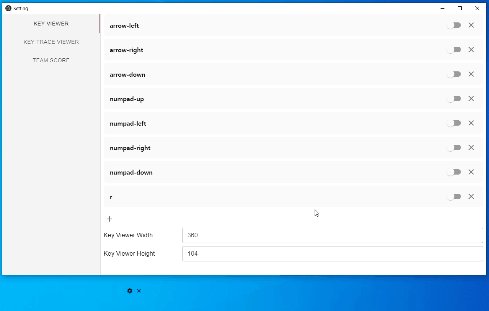 setting
KEY VIEWER
KEY TRACE VIEWER
TEAM SCORE
arrow-left
arrow-right
arrow-down
numpad-up
numpad-left
numpad-right
numpad-down
r
Key Viewer Width 360
Key Viewer Height 104